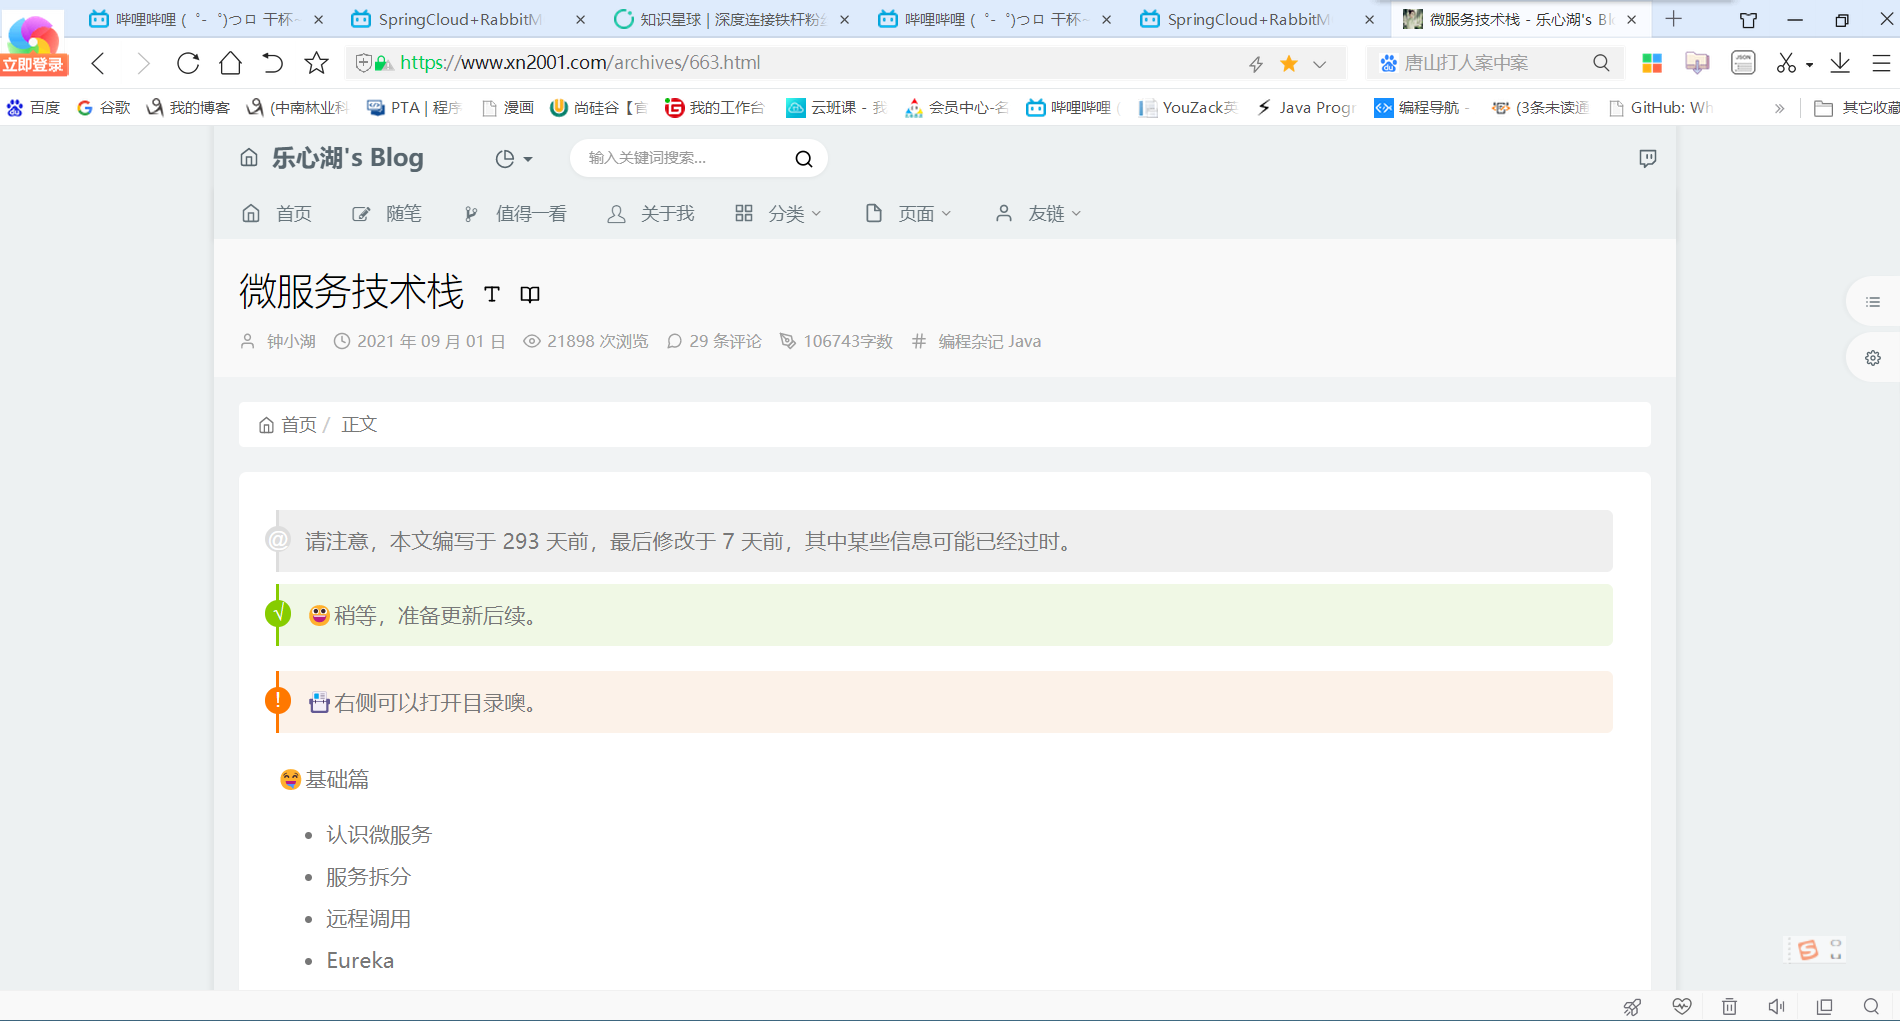 哔哩哔哩 ( ゜- ゜)つロ 干杯~
SpringCloud+RabbitM
知识星球 | 深度连接铁杆粉丝
哔哩哔哩 ( ゜- ゜)つロ 干杯~
SpringCloud+RabbitM
微服务技术栈 - 乐心湖's Bl
立即登录
https://www.xn2001.com/archives/663.html
唐山打人案中案
JSON
百度
谷歌
我的博客
(中南林业科
PTA | 程序
漫画
尚硅谷【官
我的工作台
云班课 - 我
会员中心-名
哔哩哔哩 (
YouZack英
Java Progr
编程导航 -
(3条未读通
GitHub: Wh
其它收藏
乐心湖's Blog
输入关键词搜索...
首页
随笔
值得一看
关于我
分类
页面
友链
微服务技术栈
钟小湖
2021 年 09 月 01 日
21898 次浏览
29 条评论
106743字数
编程杂记 Java
首页 / 正文
请注意，本文编写于 293 天前，最后修改于 7 天前，其中某些信息可能已经过时。
😀稍等，准备更新后续。
右侧可以打开目录噢。
😝基础篇
• 认识微服务
• 服务拆分
• 远程调用
• Eureka